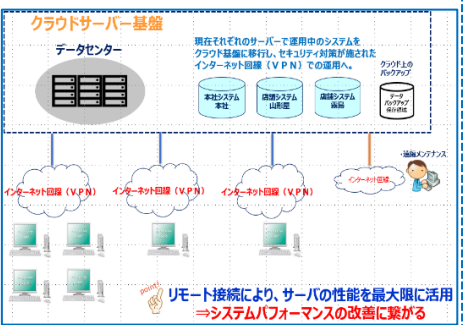 クラウドサーバー基盤
データセンター
現在それぞれのサーバーで運用中のシステムを
クラウド基盤に移行し、セキュリティ対策が施された
インターネット回線（ＶＰＮ）での運用へ。
クラウド上の
バックアップ
本社システム
本社
店舗システム
山形屋
店舗システム
データ
バックアップ
保存領域
・遠隔メンテナンス
インターネット回線（ＶＰＮ）
インターネット回線（ＶＰＮ）
インターネット回線（ＶＰＮ）
インターネット回線
point!
リモート接続により、サーバの性能を最大限に活用
⇒システムパフォーマンスの改善に繋がる